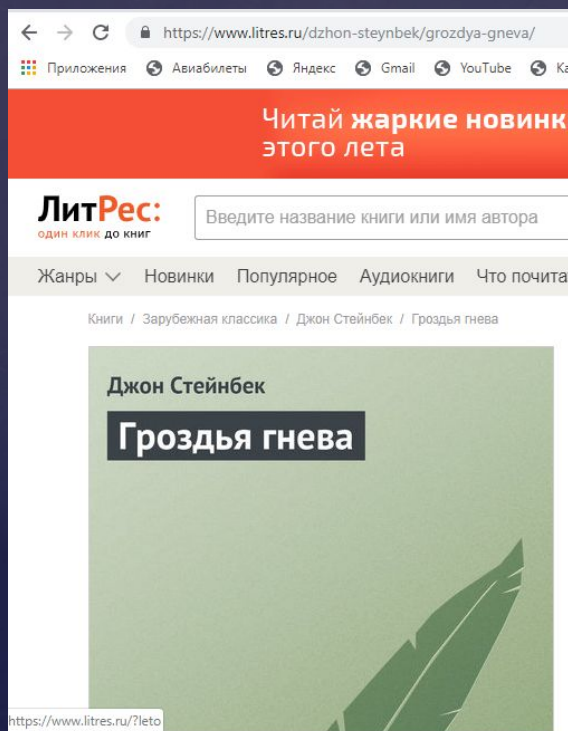 https://www.litres.ru/dzhon-steynbek/grozdya-gneva/
Приложения Авиабилеты Яндекс Gmail YouTube Ка
Читай жаркие новинк
этого лета
ЛитРес:
один клик до книг
Введите название книги или имя автора
Жанры Новинки Популярное Аудиокниги Что почита
Книги / Зарубежная классика / Джон Стейнбек / Гроздья гнева
Джон Стейнбек
Гроздья гнева
https://www.litres.ru/?leto